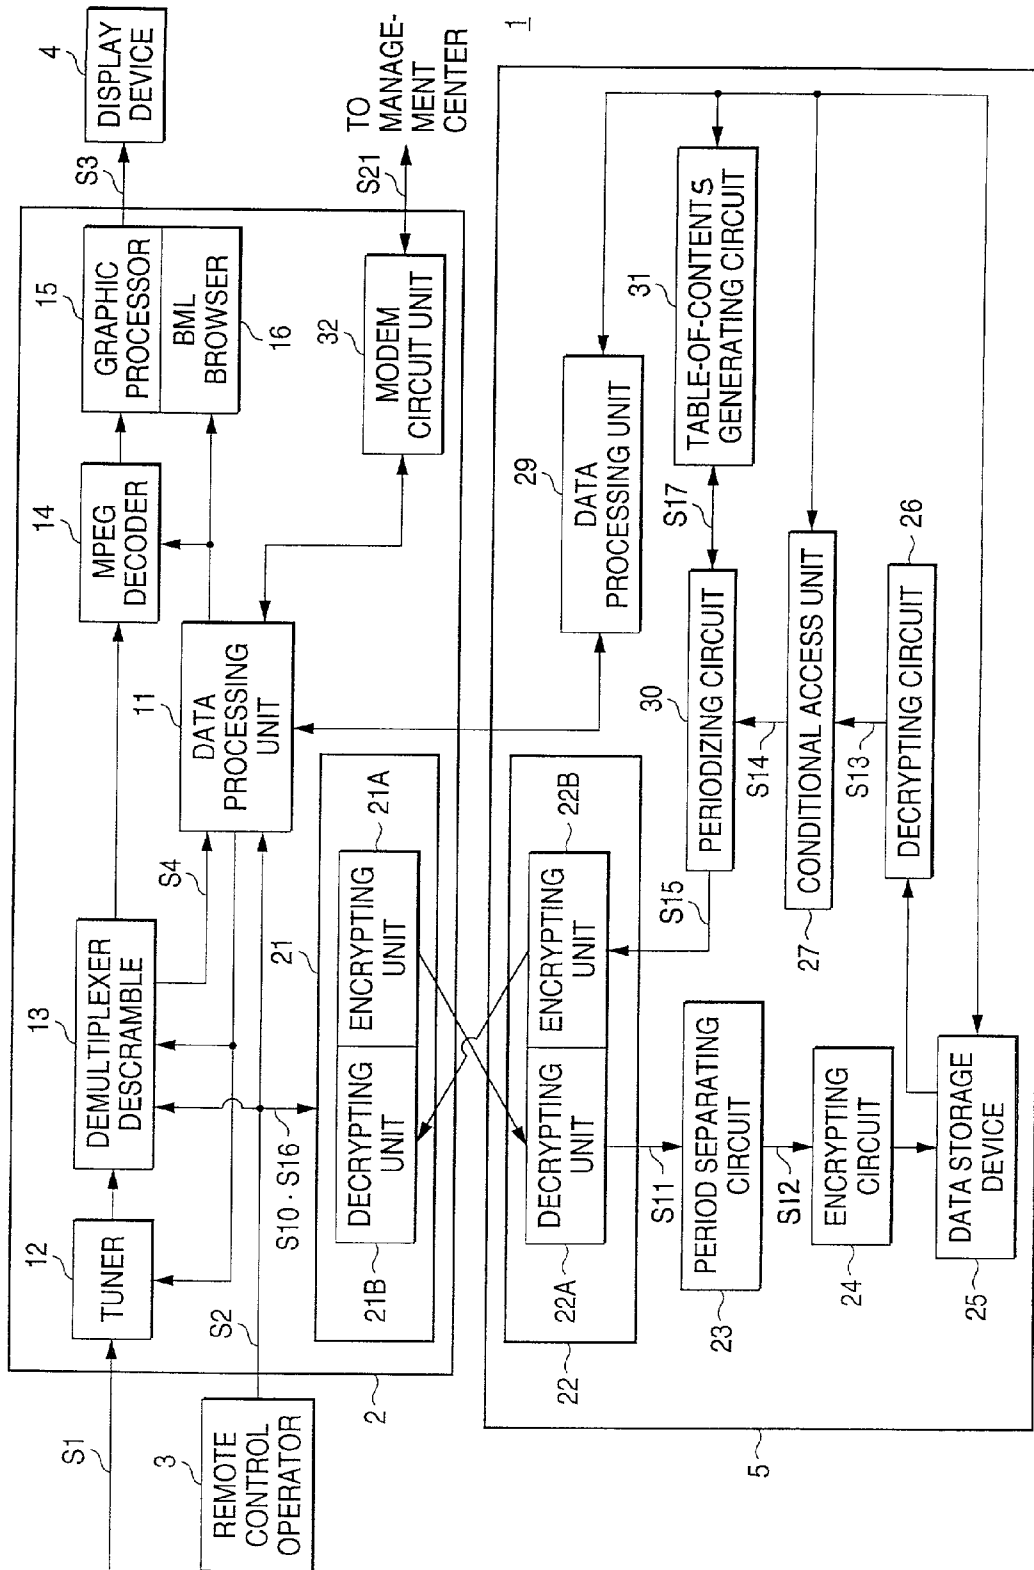 1
S1
3
REMOTE
CONTROL
OPERATOR
S2
2
12
TUNER
13
DEMULTIPLEXER
DESCRAMBLE
S4
14
MPEG
DECODER
15
GRAPHIC
PROCESSOR
BML
BROWSER
16
S3
4
DISPLAY
DEVICE
11
DATA
PROCESSING
UNIT
32
MODEM
CIRCUIT UNIT
S21
TO
MANAGE-
MENT
CENTER
S10 · S16
21
21B
DECRYPTING
UNIT
ENCRYPTING
UNIT
21A
5
22
22A
DECRYPTING
UNIT
ENCRYPTING
UNIT
22B
S11
PERIOD SEPARATING
CIRCUIT
23
S12
ENCRYPTING
CIRCUIT
24
DATA STORAGE
DEVICE
25
S15
30
PERIODIZING CIRCUIT
S14
CONDITIONAL ACCESS UNIT
27
S13
DECRYPTING CIRCUIT
26
29
DATA
PROCESSING UNIT
S17
31
TABLE-OF-CONTENTS
GENERATING CIRCUIT